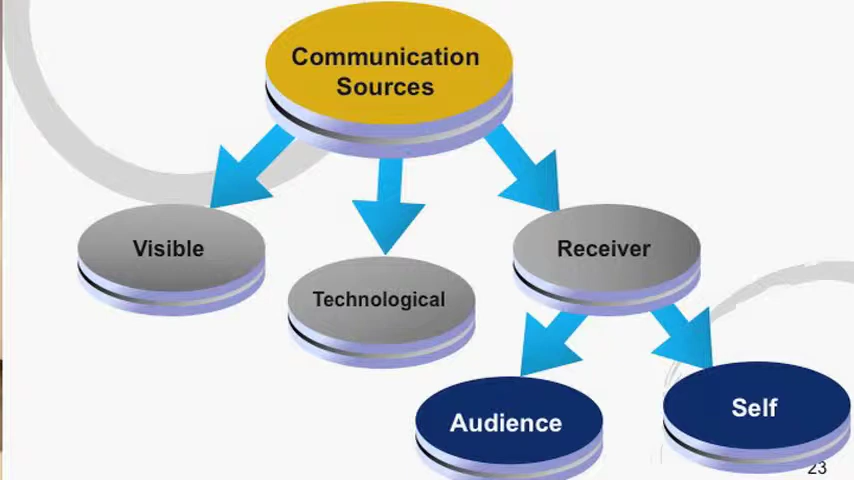 Communication
Sources
Visible
Technological
Receiver
Audience
Self
23